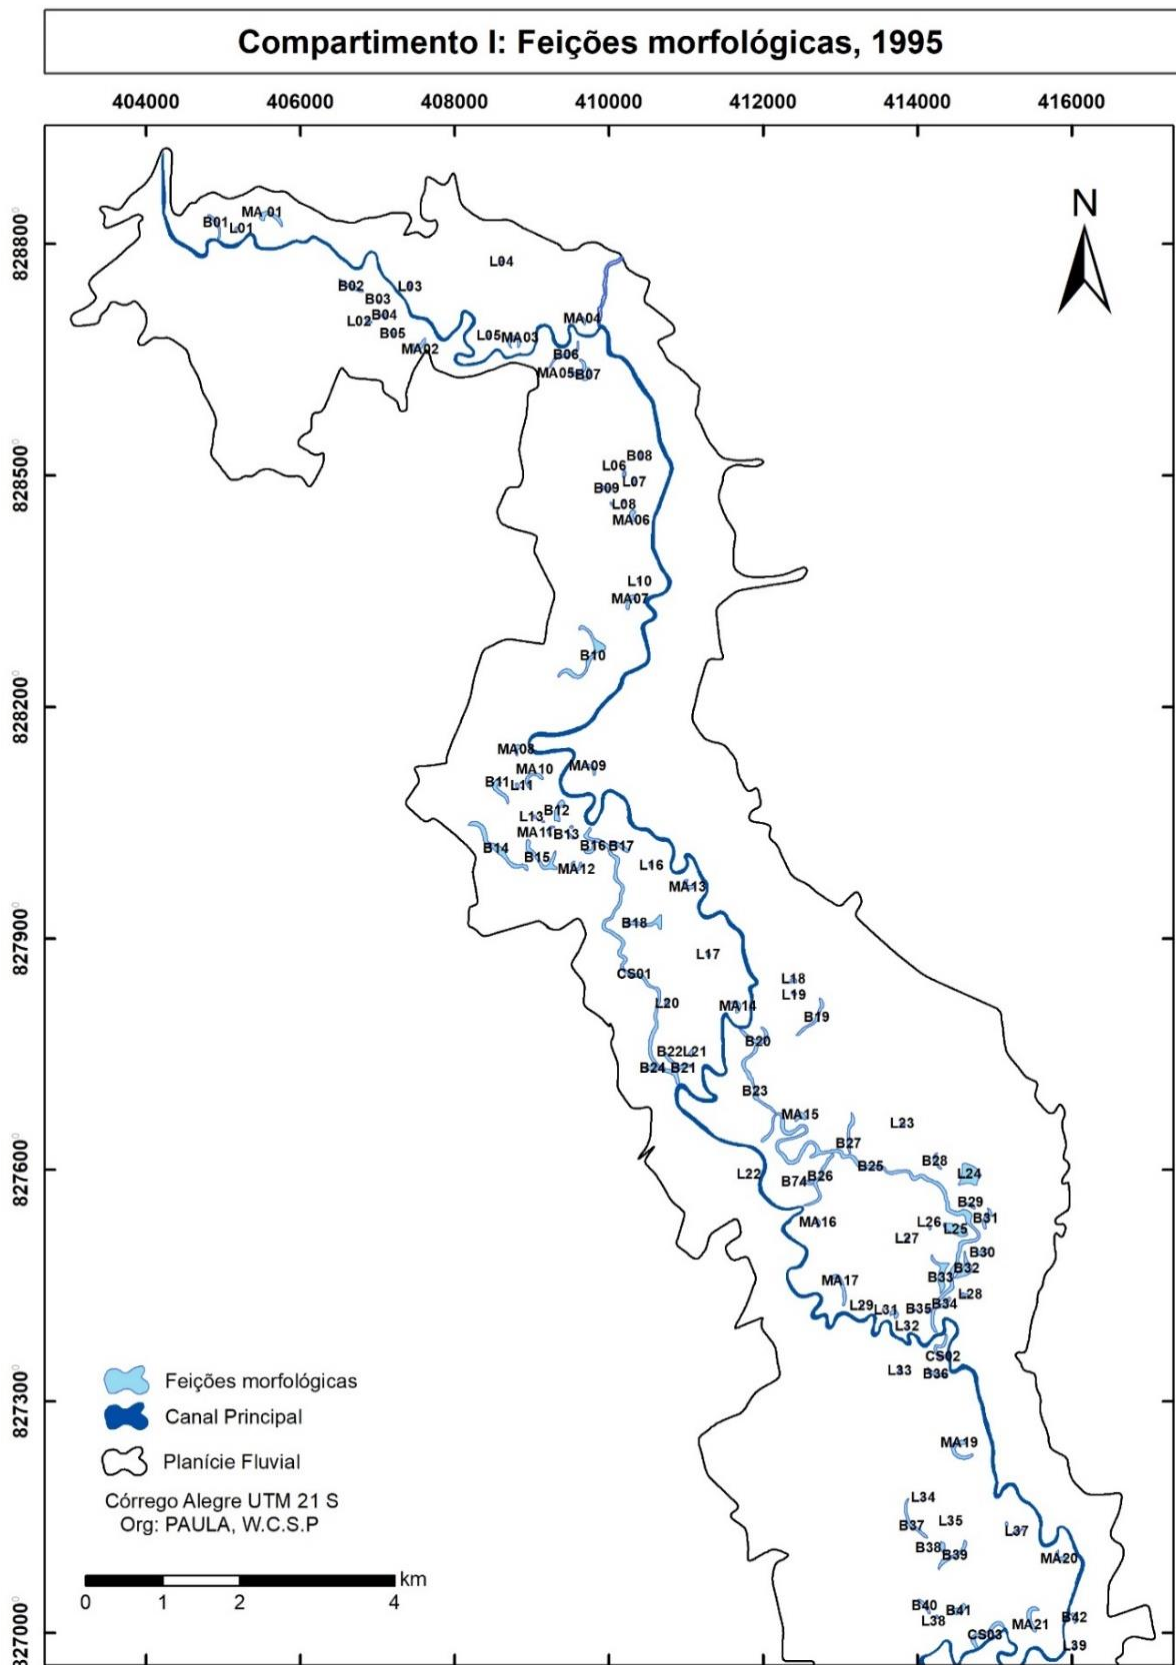 Compartimento I: Feições morfológicas, 1995
404000 406000 408000 410000 412000 414000 416000
N
828800°
828500°
828200°
827900°
827600°
827300°
827000°
MA 01
B01
L01
L04
B02
L03
B03
B04
L02
B05
MA02
L05
MA03
MA04
B06
MA05
B07
B08
L06
L07
B09
L08
MA06
L10
MA07
B10
MA08
MA09
MA10
B11
L11
B12
L13
MA11
B13
B14
B15
B16
B17
MA12
L16
MA13
B18
L17
CS01
L18
L19
L20
MA14
B19
B20
B22
L21
B24
B21
B23
MA15
L23
B27
B25
B28
L22
B74
B26
L24
B29
MA16
L26
L25
B31
L27
B30
B32
B33
MA17
L28
L29
L31
B35
B34
L32
CS02
L33
B36
MA19
L34
B37
L35
L37
B38
B39
MA20
B40
B41
L38
MA21
B42
CS03
L39
Feições morfológicas
Canal Principal
Planície Fluvial
Córrego Alegre UTM 21 S
Org: PAULA, W.C.S.P
km
0 1 2 4